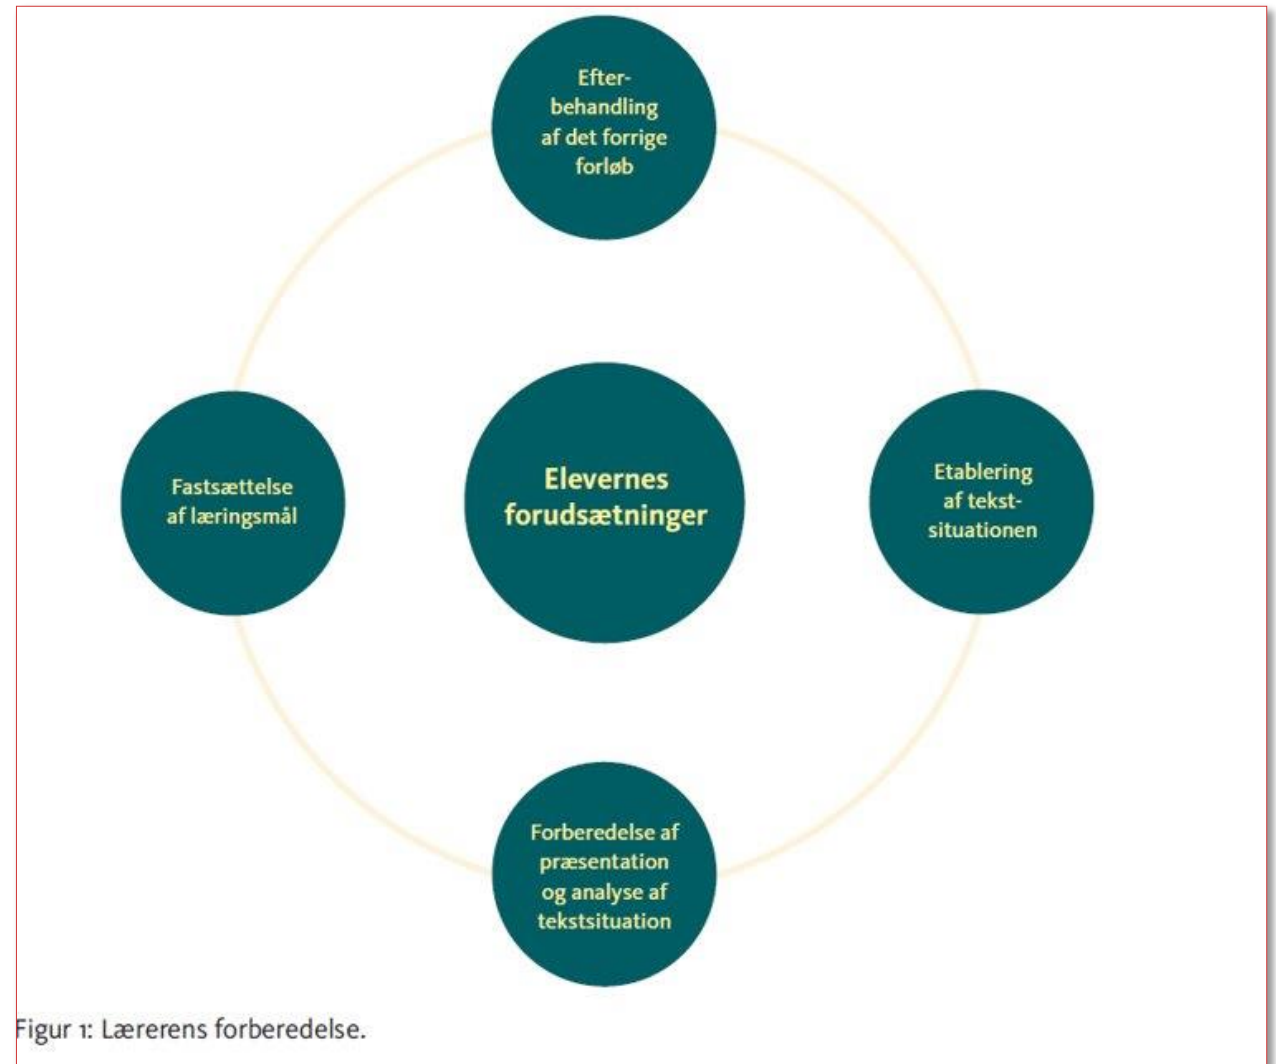 Efter-
behandling
af det forrige
forløb
Fastsættelse
af læringsmål
Elevernes
forudsætninger
Etablering
af tekst-
situationen
Forberedelse af
præsentation
og analyse af
tekstsituation
Figur 1: Lærerens forberedelse.